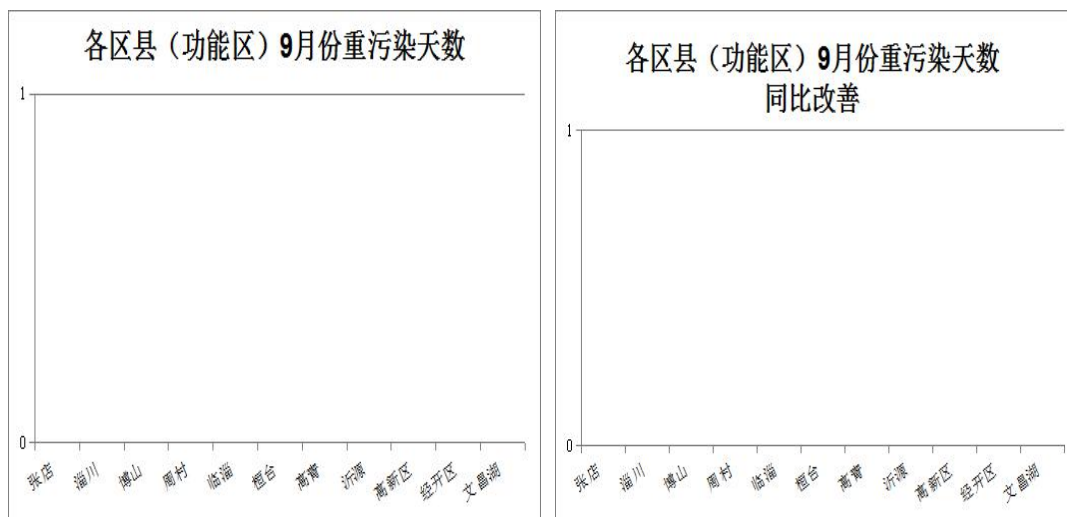 各区县（功能区）9月份重污染天数
1
0
张店
淄川
博山
周村
临淄
恒台
高青
沂源
高新区
经开区
文昌湖
各区县（功能区）9月份重污染天数
同比改善
1
0
张店
淄川
博山
周村
临淄
恒台
高青
沂源
高新区
经开区
文昌湖